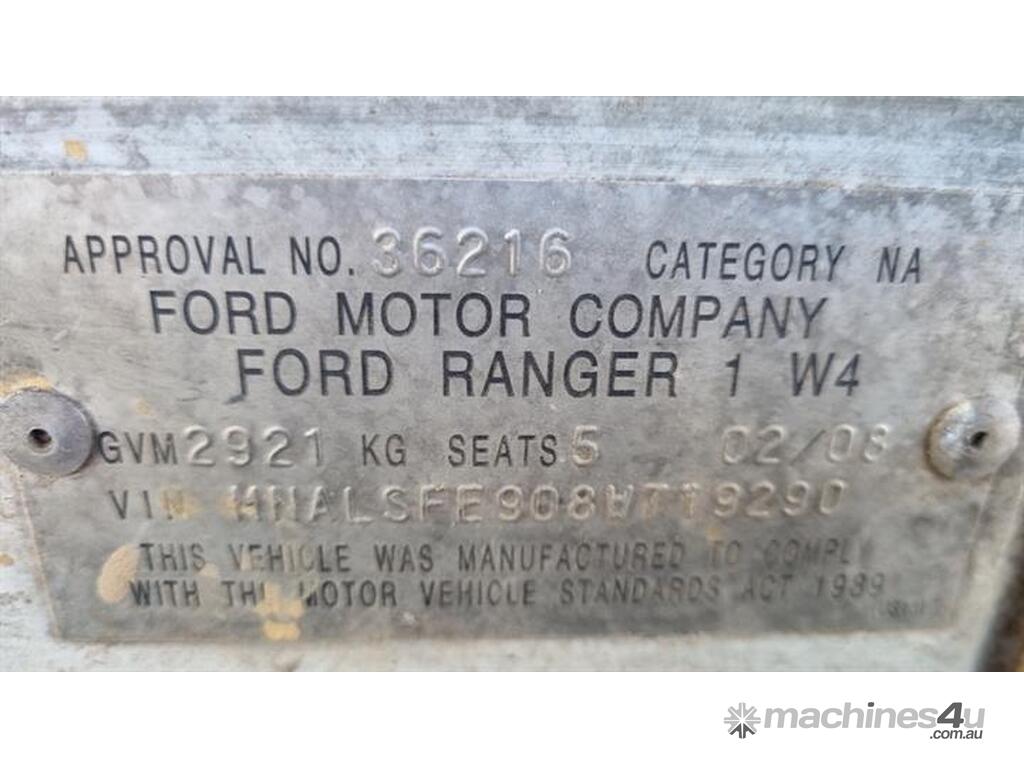 APPROVAL NO. 36216 CATEGORY NA
FORD MOTOR COMPANY
FORD RANGER 1 W4
GVM 2921 KG SEATS 5 02/08
VIN MNALSFE908W719290
THIS VEHICLE WAS MANUFACTURED TO COMPLY
WITH THE MOTOR VEHICLE STANDARDS ACT 1989
machines4u
.com.au